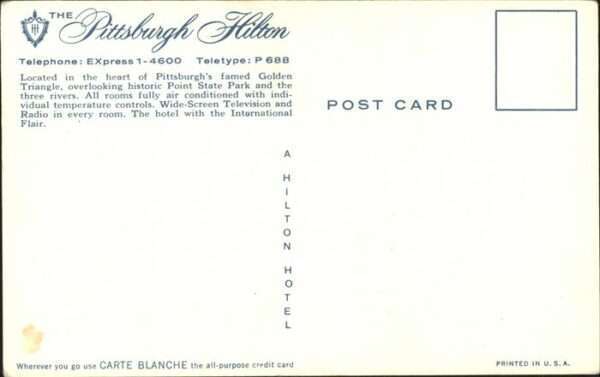 THE
Pittsburgh Hilton
Telephone: EXpress 1-4600 Teletype: P 688
Located in the heart of Pittsburgh's famed Golden
Triangle, overlooking historic Point State Park and the
three rivers. All rooms fully air conditioned with indi-
vidual temperature controls. Wide-Screen Television and
Radio in every room. The hotel with the International
Flair.
POST CARD
A HILTON HOTEL
Wherever you go use CARTE BLANCHE the all-purpose credit card
PRINTED IN U.S.A.